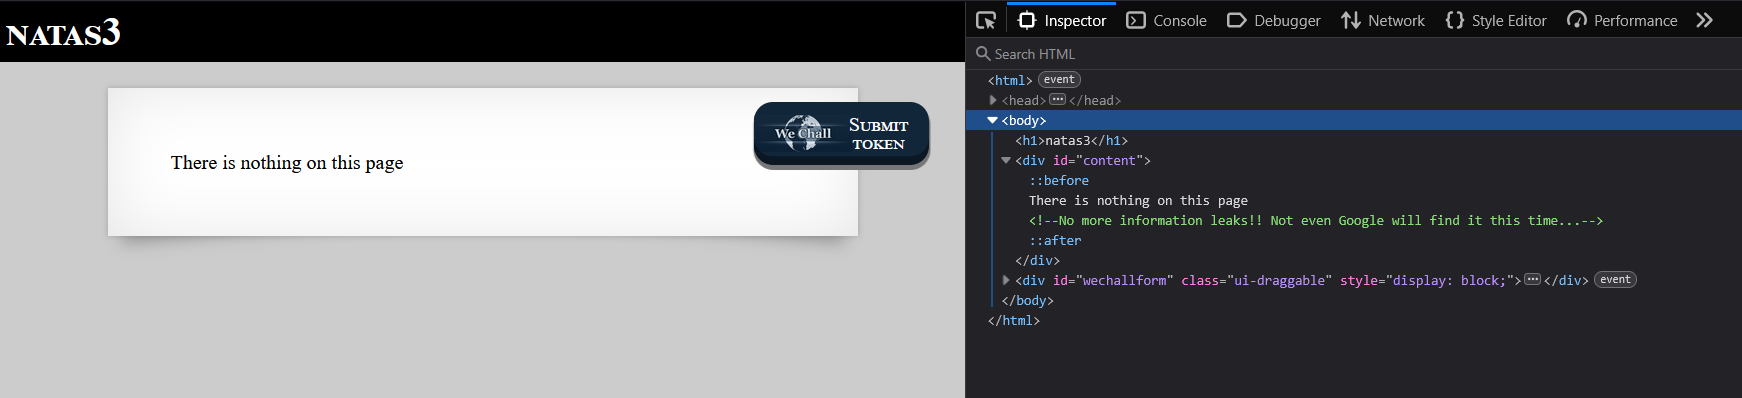 NATAS3
There is nothing on this page
We Chall
SUBMIT
TOKEN
Inspector Console Debugger Network Style Editor Performance
Search HTML
<html> event
<head>…</head>
<body>
<h1>natas3</h1>
<div id="content">
::before
There is nothing on this page
<!--No more information leaks!! Not even Google will find it this time...-->
::after
</div>
<div id="wechallform" class="ui-draggable" style="display: block;">…</div> event
</body>
</html>